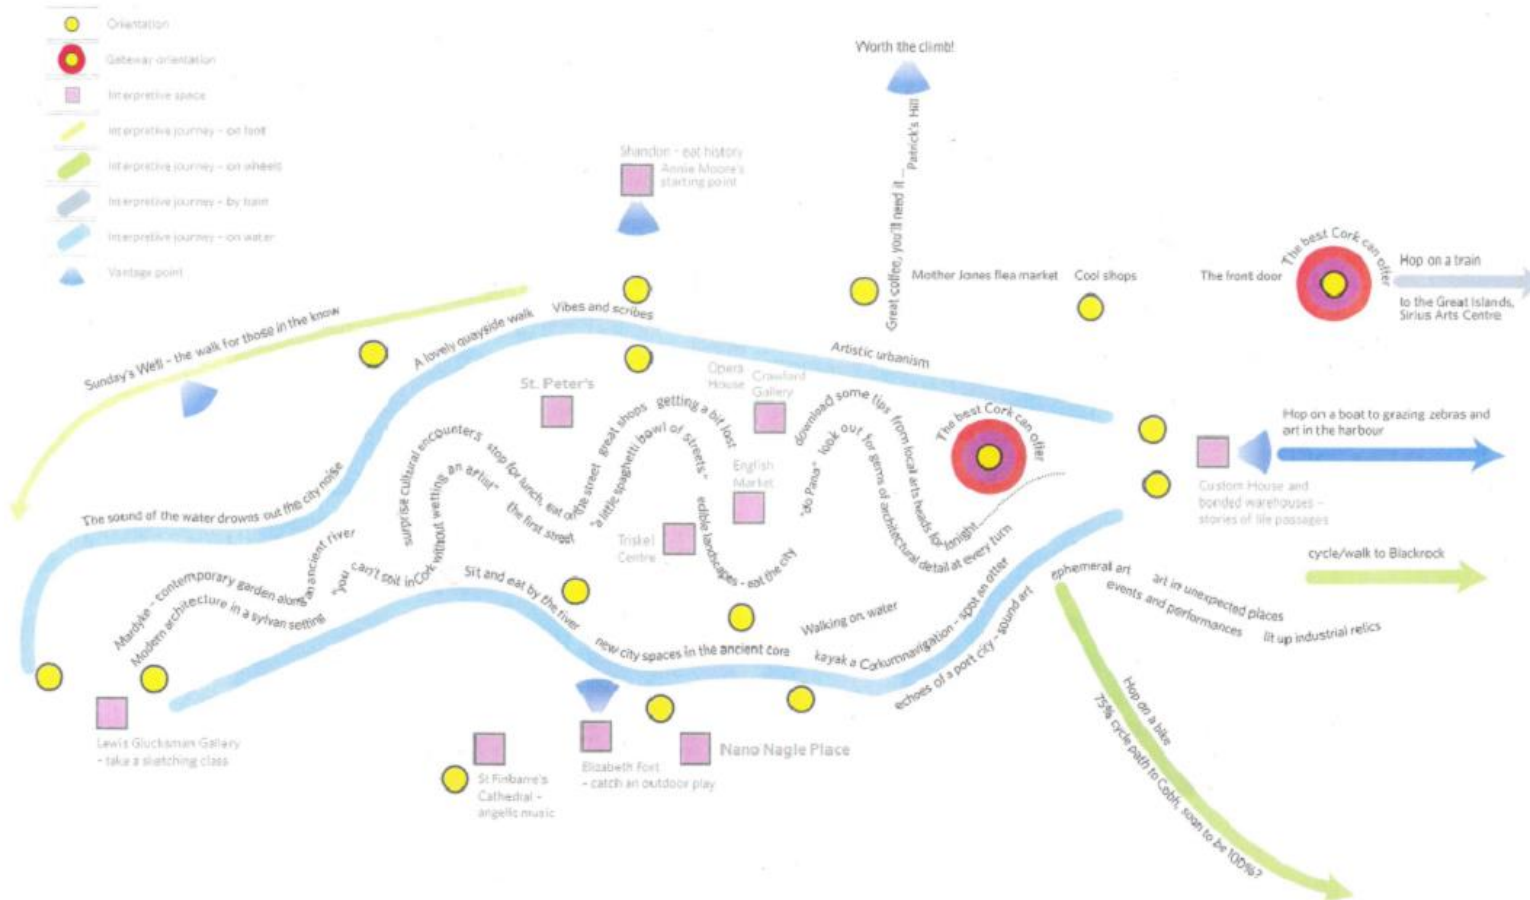 Orientation
Gateway orientation
Interpretive space
Interpretive journey – on foot
Interpretive journey – on wheels
Interpretive journey – by train
Interpretive journey – on water
Vantage point
Worth the climb!
Great coffee, you'll need it ... Patrick's Hill
Shandon – eat history
Annie Moore's
starting point
Mother Jones flea market
Cool shops
The front door
The best Cork can offer
Hop on a train
to the Great Islands,
Sirius Arts Centre
Sunday's Well – the walk for those in the know
A lovely quayside walk
Vibes and scribes
Artistic urbanism
The sound of the water drowns out the city noise
St. Peter's
Opera
House
Crawford
Gallery
English
Market
Triskel
Centre
The best Cork can offer
Hop on a boat to grazing zebras and
art in the harbour
Custom House and
bonded warehouses –
stories of life passages
cycle/walk to Blackrock
Mardyke – contemporary garden along an ancient river
Modern architecture in a sylvan setting
"you can't spit in Cork without wetting an artist"
surprise cultural encounters
stop for lunch, eat on the street
the first street
great shops
getting a bit lost
"a little spaghetti bowl of streets"
edible landscapes – eat the city
"do Pana"
download some tips from local arts heads for tonight
look out for gems of architectural detail at every turn
Sit and eat by the river
new city spaces in the ancient core
Walking on water
kayak a Corkumnavigation – spot an otter
echoes of a port city – sound art
ephemeral art
art in unexpected places
events and performances
lit up industrial relics
Hop on a bike
75% cycle path to Cobh, soon to be 100%?
Lewis Glucksman Gallery
– take a sketching class
St Finbarre's
Cathedral –
angelic music
Elizabeth Fort
– catch an outdoor play
Nano Nagle Place